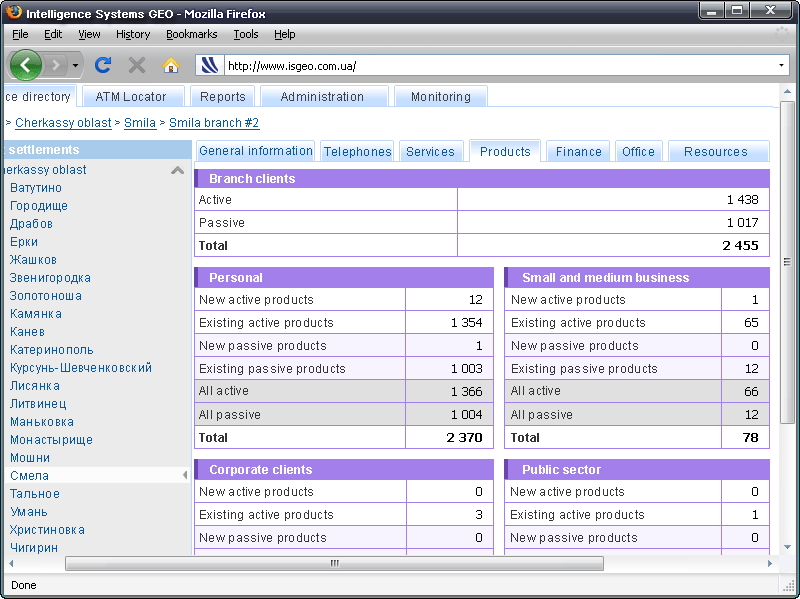 Intelligence Systems GEO - Mozilla Firefox
File Edit View History Bookmarks Tools Help
http://www.isgeo.com.ua/
ce directory ATM Locator Reports Administration Monitoring
> Cherkassy oblast > Smila > Smila branch #2
settlements
General information Telephones Services Products Finance Office Resources
herkassy oblast
Ватутино
Городище
Драбов
Ерки
Жашков
Звенигородка
Золотоноша
Камянка
Канев
Катеринополь
Курсунь-Шевченковский
Лисянка
Литвинец
Маньковка
Монастырище
Мошни
Смела
Тальное
Умань
Христиновка
Чигирин
Branch clients
Active 1 438
Passive 1 017
Total 2 455
Personal
New active products 12
Existing active products 1 354
New passive products 1
Existing passive products 1 003
All active 1 366
All passive 1 004
Total 2 370
Small and medium business
New active products 1
Existing active products 65
New passive products 0
Existing passive products 12
All active 66
All passive 12
Total 78
Corporate clients
New active products 0
Existing active products 3
New passive products 0
Public sector
New active products 0
Existing active products 1
New passive products 0
Done